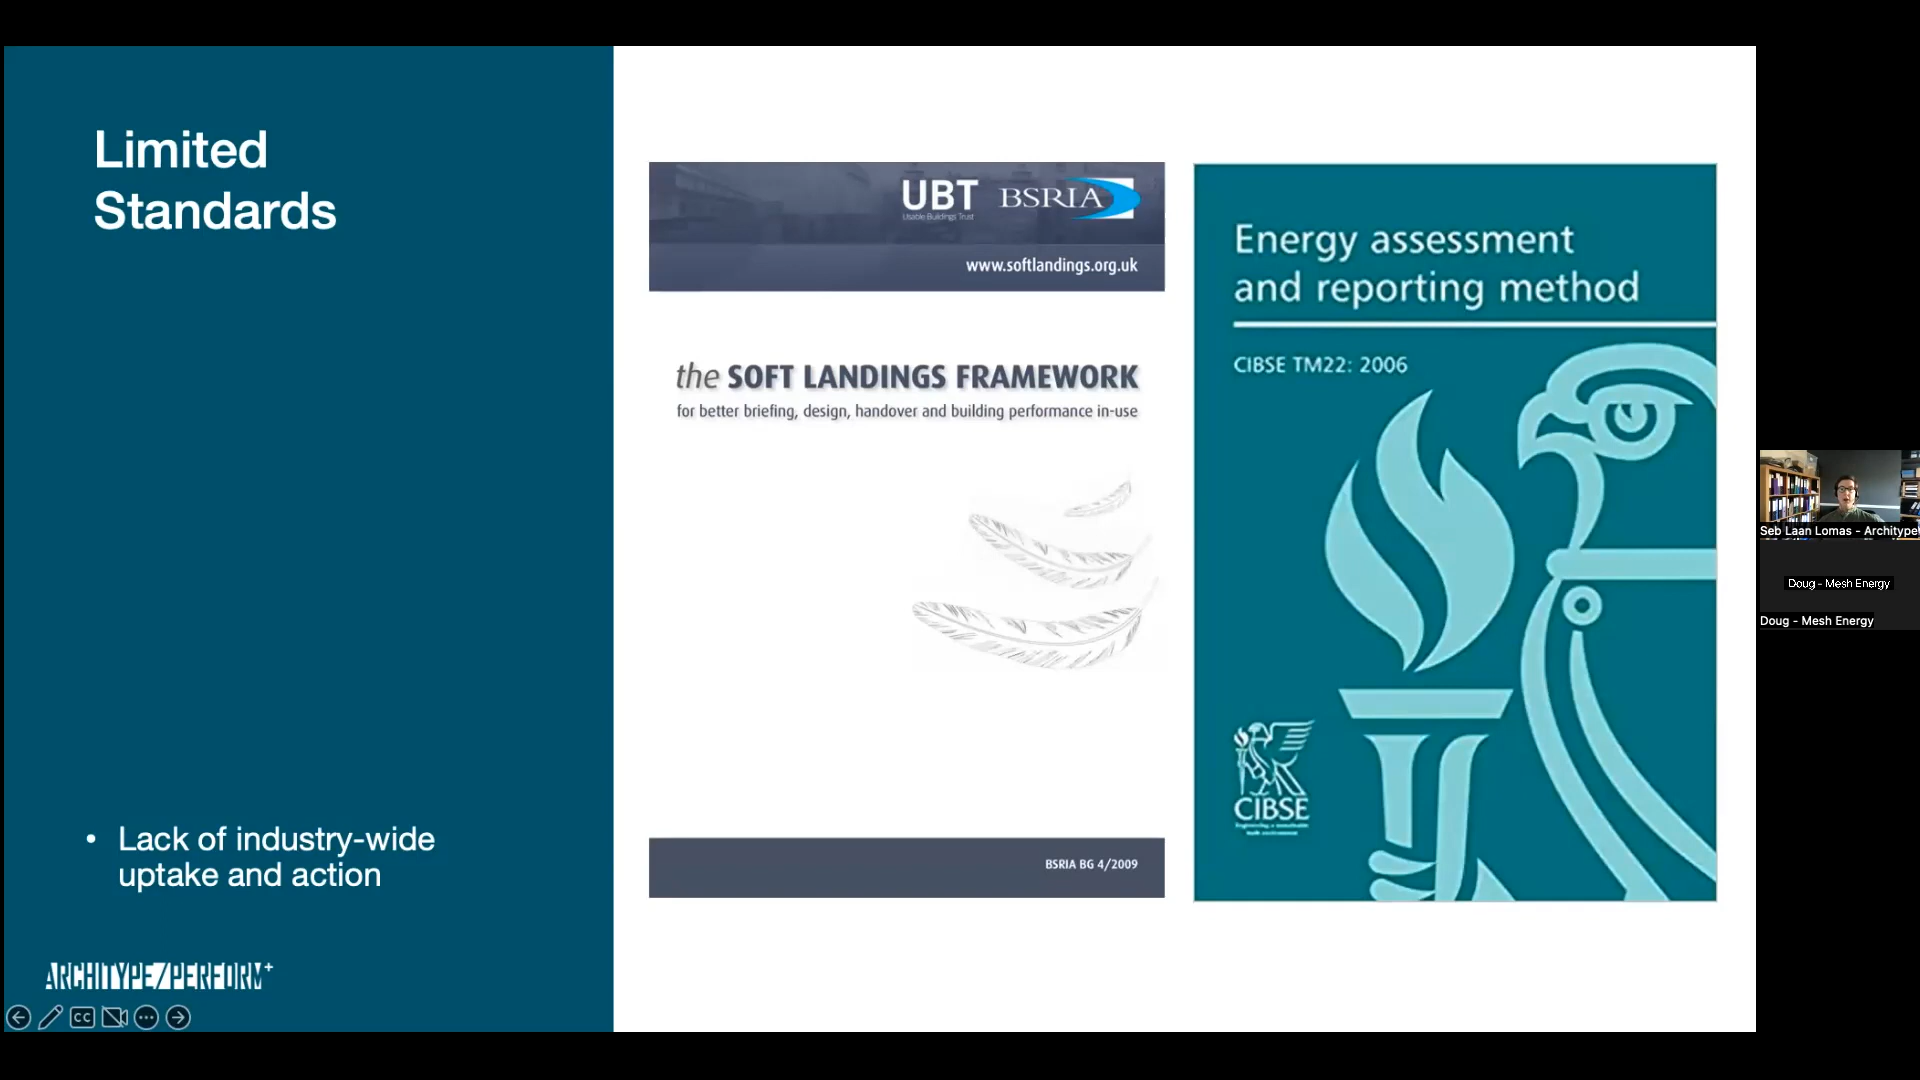 Limited
Standards
• Lack of industry-wide
uptake and action
ARCHITYPE/PERFORM+
UBT BSRIA
Usable Buildings Trust
www.softlandings.org.uk
the SOFT LANDINGS FRAMEWORK
for better briefing, design, handover and building performance in-use
BSRIA BG 4/2009
Energy assessment
and reporting method
CIBSE TM22: 2006
CIBSE
CC
Seb Laan Lomas - Architype
Doug - Mesh Energy
Doug - Mesh Energy